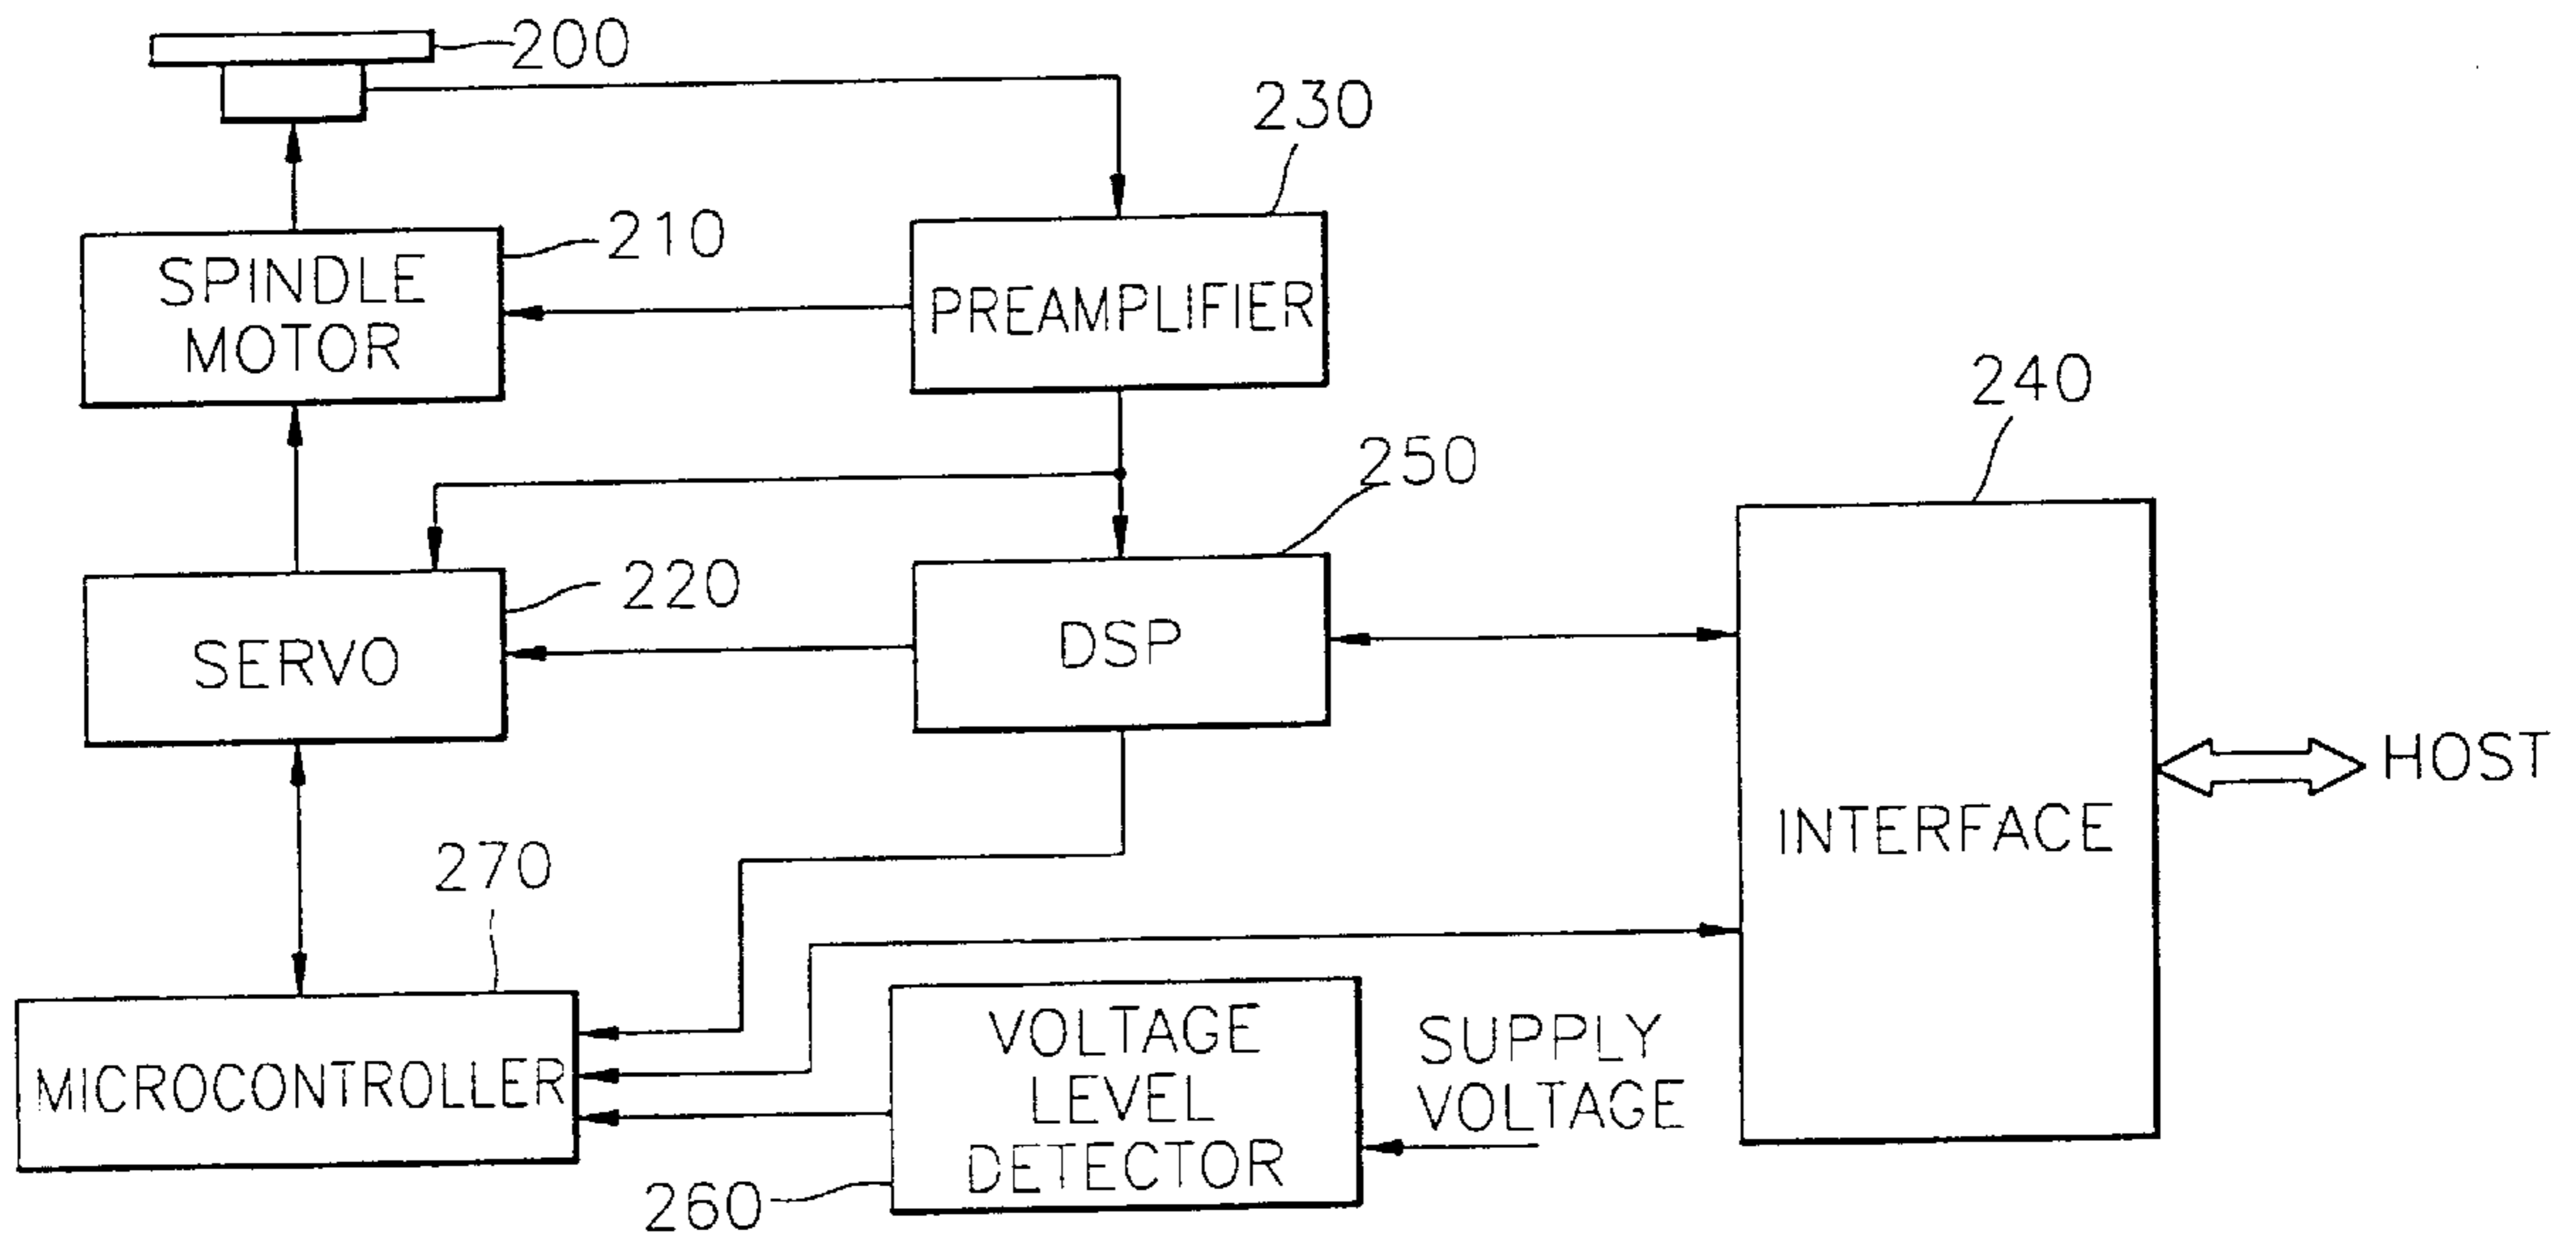 200
230
210
SPINDLE
MOTOR
PREAMPLIFIER
240
250
220
SERVO
DSP
HOST
INTERFACE
270
MICROCONTROLLER
VOLTAGE
LEVEL
DETECTOR
SUPPLY
VOLTAGE
260